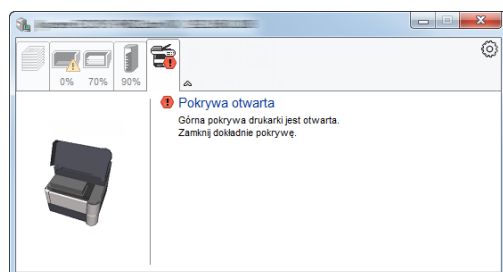 0%
70%
90%
Pokrywa otwarta
Górna pokrywa drukarki jest otwarta.
Zamknij dokładnie pokrywę.